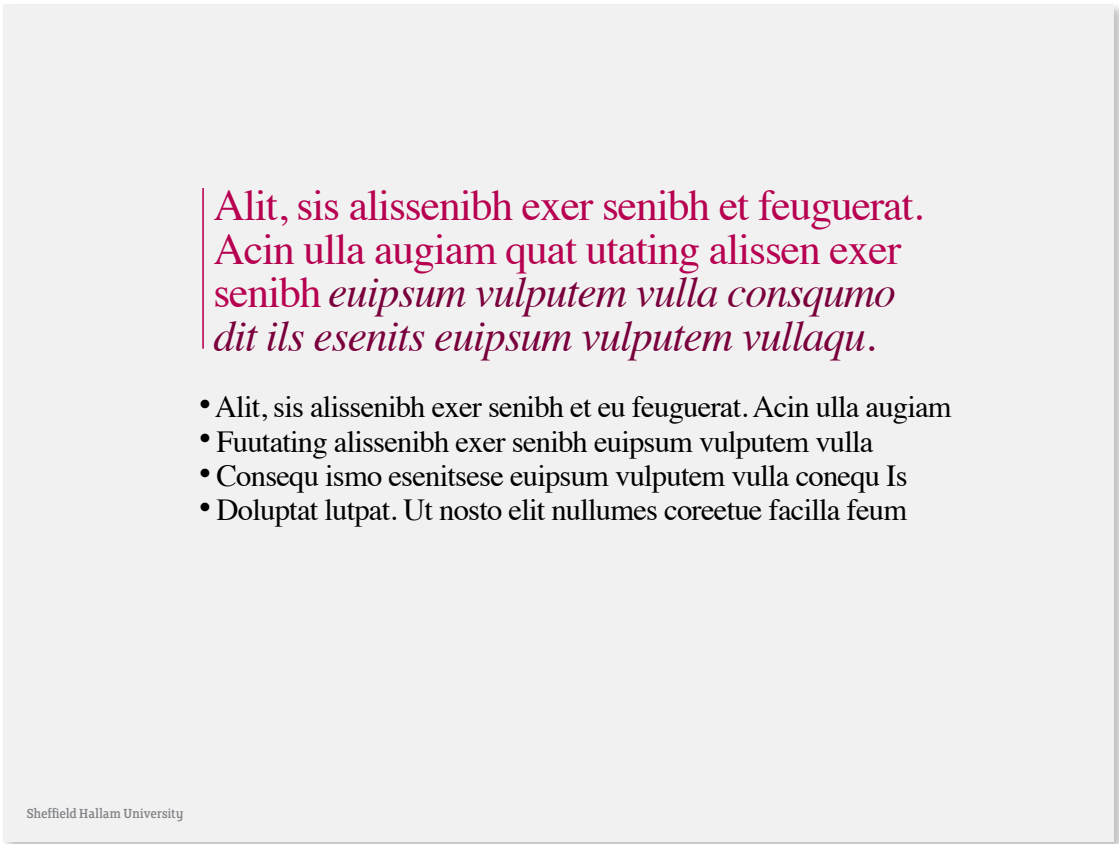 Alit, sis alissenibh exer senibh et feuguerat.
Acin ulla augiam quat utating alissen exer
senibh euipsum vulputem vulla consqumo
dit ils esenits euipsum vulputem vullaqu.
• Alit, sis alissenibh exer senibh et eu feuguerat. Acin ulla augiam
• Fuutating alissenibh exer senibh euipsum vulputem vulla
• Consequ ismo esenitsese euipsum vulputem vulla conequ Is
• Doluptat lutpat. Ut nosto elit nullumes coreetue facilla feum
Sheffield Hallam University